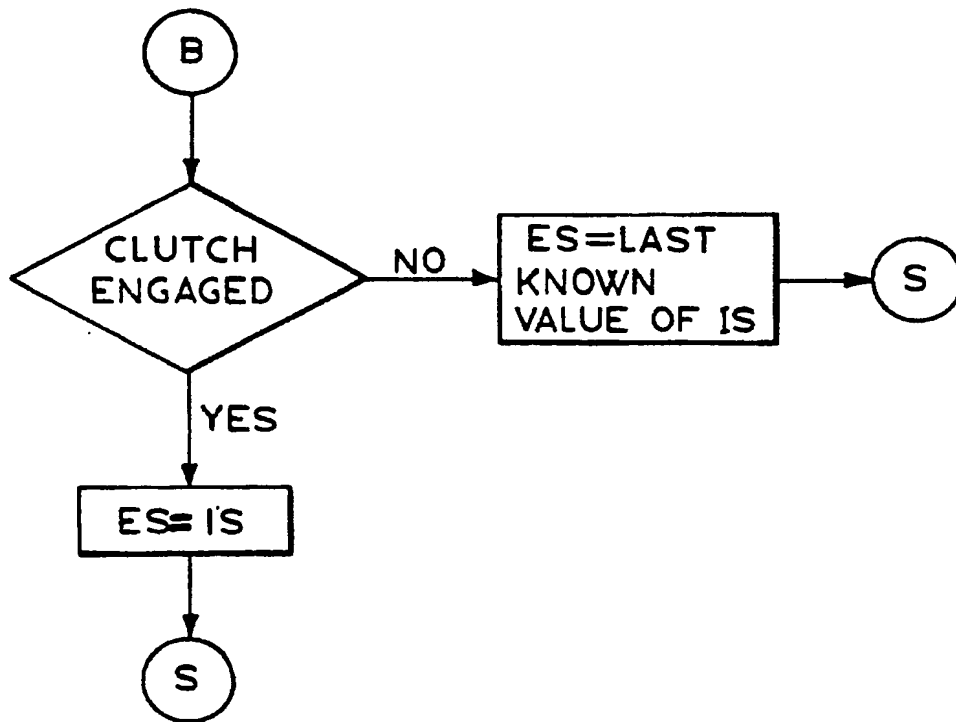 B
CLUTCH
ENGAGED
NO
ES=LAST
KNOWN
VALUE OF IS
S
YES
ES=IS
S